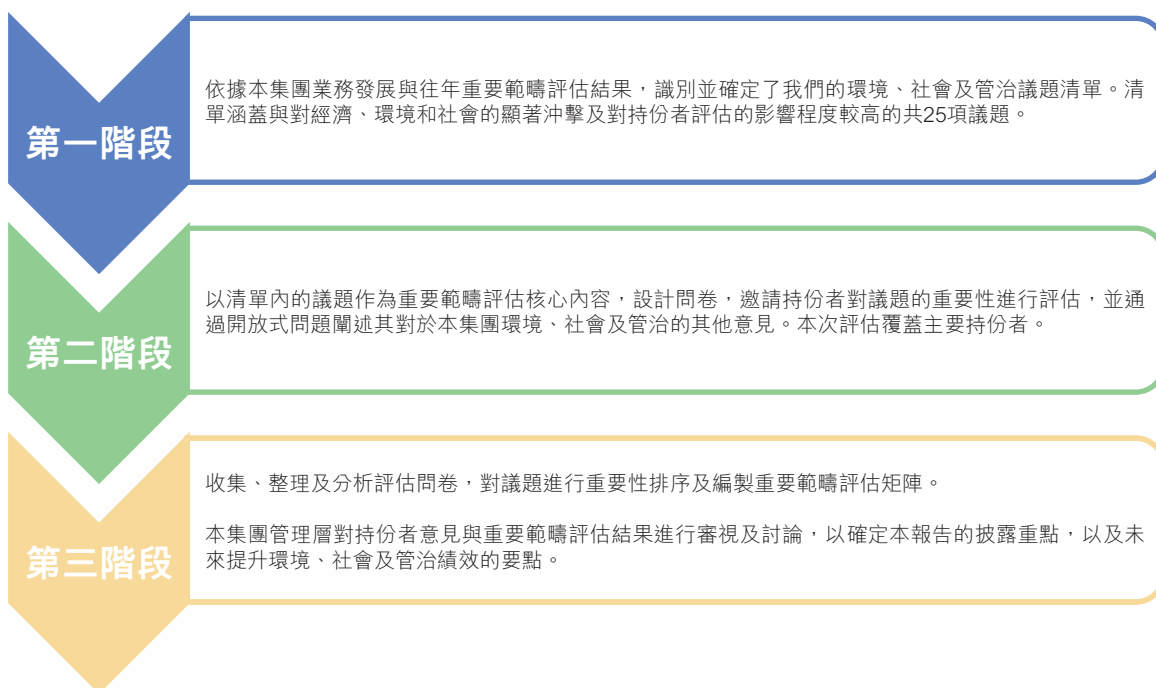 第一階段
依據本集團業務發展與往年重要範疇評估結果，識別並確定了我們的環境、社會及管治議題清單。清
單涵蓋與對經濟、環境和社會的顯著沖擊及對持份者評估的影響程度較高的共25項議題。
第二階段
以清單內的議題作為重要範疇評估核心內容，設計問卷，邀請持份者對議題的重要性進行評估，並通
過開放式問題闡述其對於本集團環境、社會及管治的其他意見。本次評估覆蓋主要持份者。
第三階段
收集、整理及分析評估問卷，對議題進行重要性排序及編製重要範疇評估矩陣。
本集團管理層對持份者意見與重要範疇評估結果進行審視及討論，以確定本報告的披露重點，以及未
來提升環境、社會及管治績效的要點。